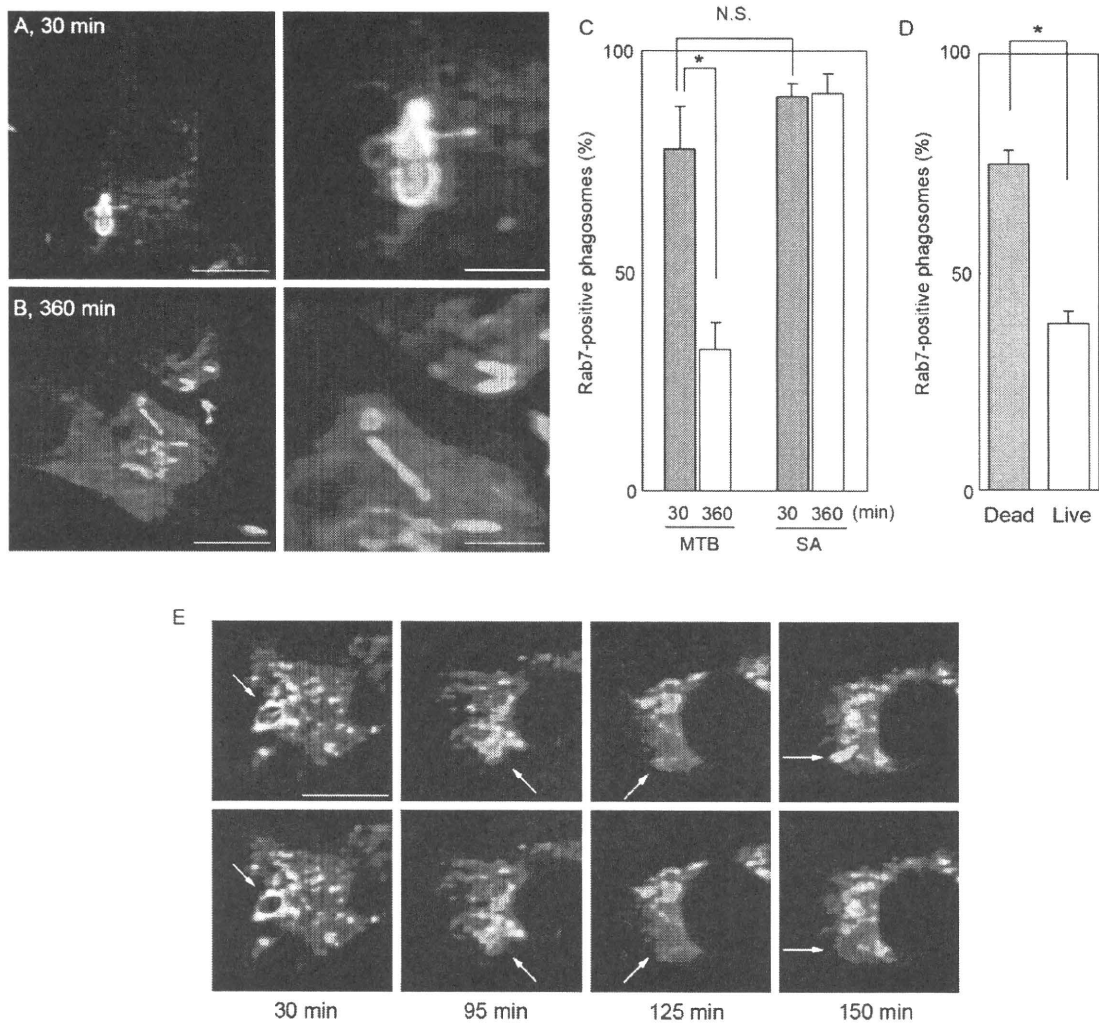 A, 30 min
B, 360 min
C
N.S.
*
Rab7-positive phagosomes (%)
100
50
0
30 360 30 360 (min)
MTB SA
D
*
Rab7-positive phagosomes (%)
100
50
0
Dead Live
E
30 min 95 min 125 min 150 min